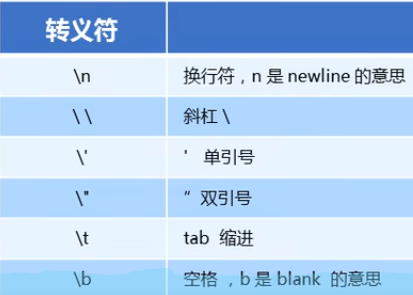 转义符
\n 换行符，n 是 newline 的意思
\ \ 斜杠 \
\' ' 单引号
\" ” 双引号
\t tab 缩进
\b 空格 ，b 是 blank 的意思